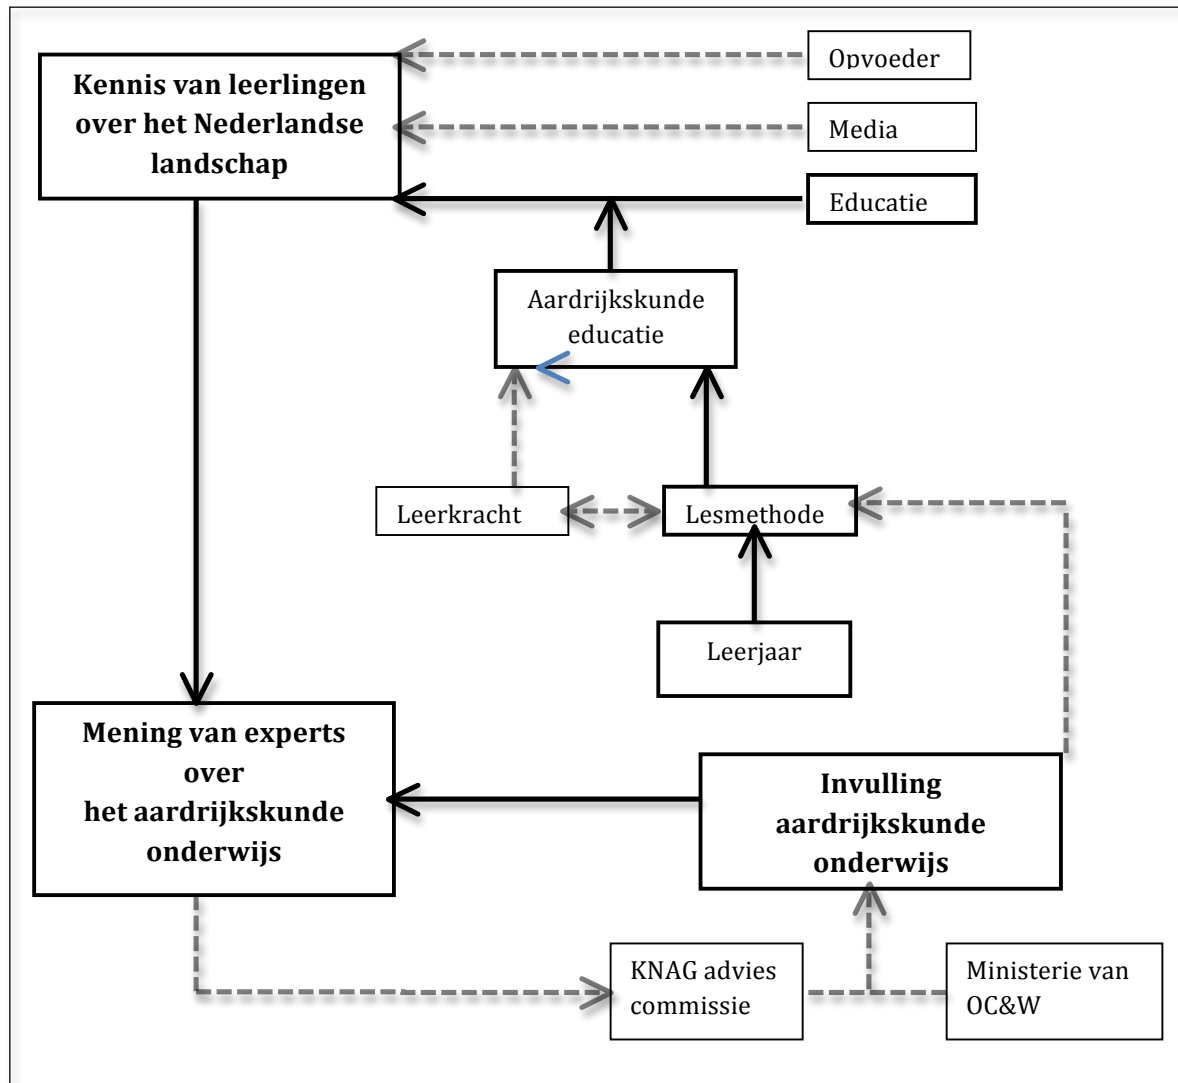 Opvoeder
Kennis van leerlingen
over het Nederlandse
landschap
Media
Educatie
Aardrijkskunde
educatie
Leerkracht
Lesmethode
Leerjaar
Mening van experts
over
het aardrijkskunde
onderwijs
Invulling
aardrijkskunde
onderwijs
KNAG advies
commissie
Ministerie van
OC&W